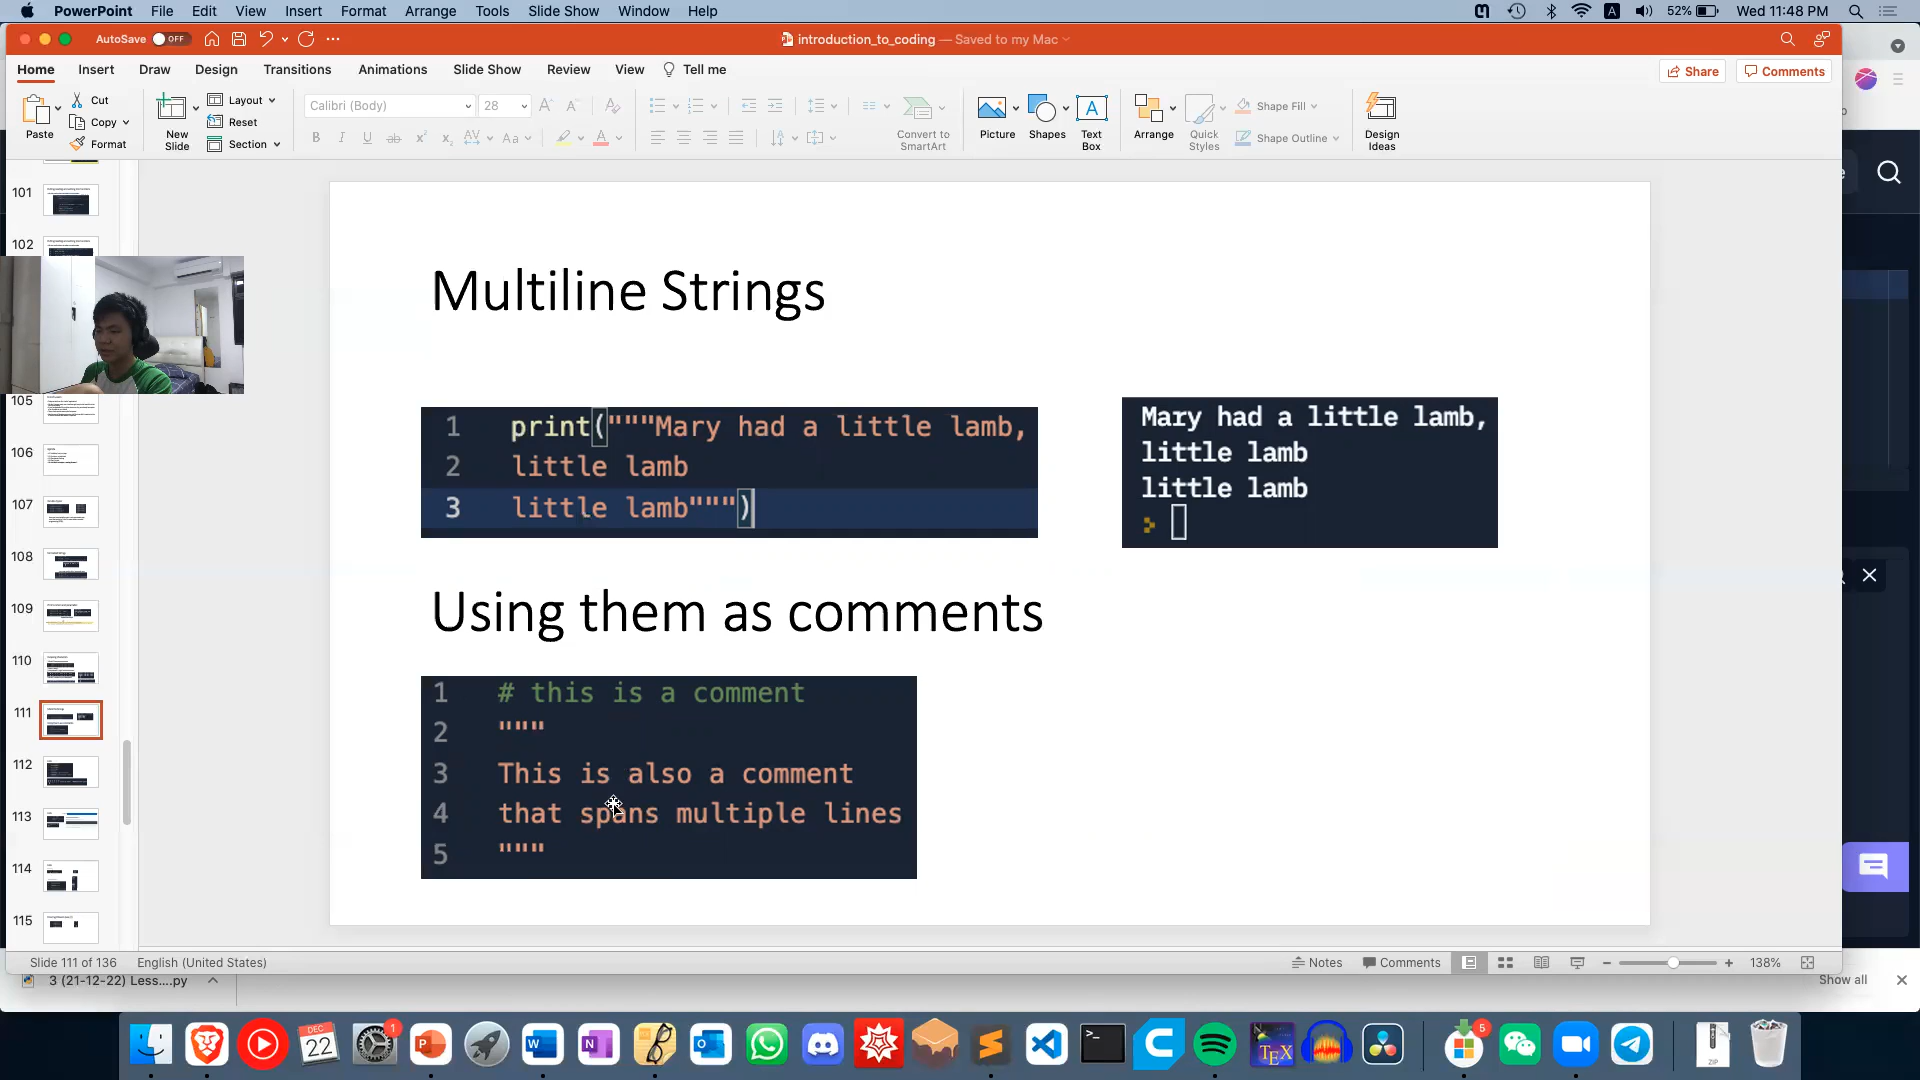 PowerPoint File Edit View Insert Format Arrange Tools Slide Show Window Help
52% Wed 11:48 PM
AutoSave OFF
introduction_to_coding — Saved to my Mac
Home Insert Draw Design Transitions Animations Slide Show Review View Tell me
Share Comments
Paste
Cut
Copy
Format
New Slide
Layout
Reset
Section
Calibri (Body) 28
Convert to SmartArt
Picture
Shapes
Text Box
Arrange
Quick Styles
Shape Fill
Shape Outline
Design Ideas
101
102
105
106
107
108
109
110
111
112
113
114
115
Multiline Strings
1 print("""Mary had a little lamb,
2 little lamb
3 little lamb""")
Mary had a little lamb,
little lamb
little lamb
Using them as comments
1 # this is a comment
2 """
3 This is also a comment
4 that spans multiple lines
5 """
Slide 111 of 136 English (United States)
Notes Comments 138%
3 (21-12-22) Less....py
Show all
DEC 22
1
5
TEX
ZIP